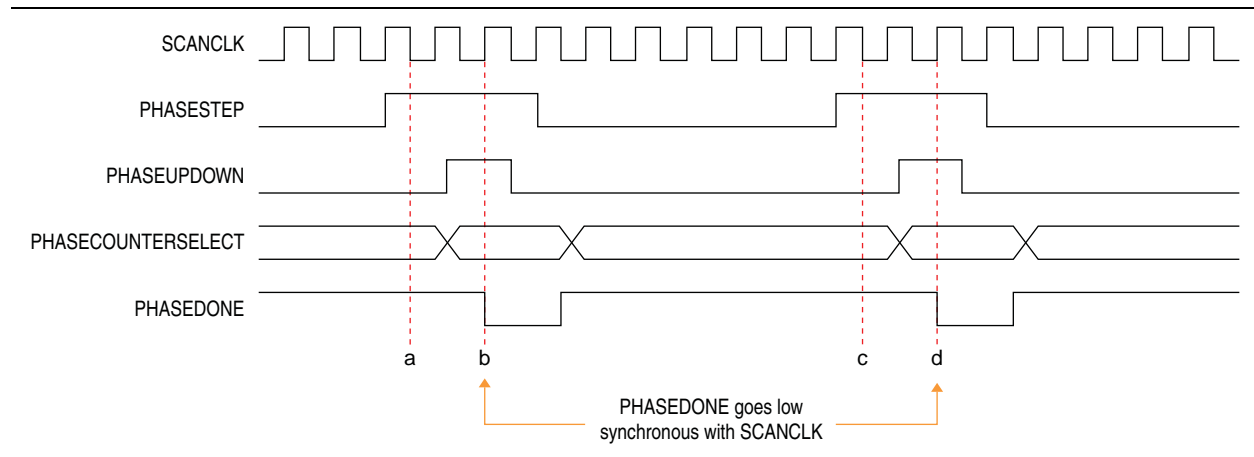 SCANCLK
PHASESTEP
PHASEUPDOWN
PHASECOUNTERSELECT
PHASEDONE
a b c d
PHASEDONE goes low
synchronous with SCANCLK